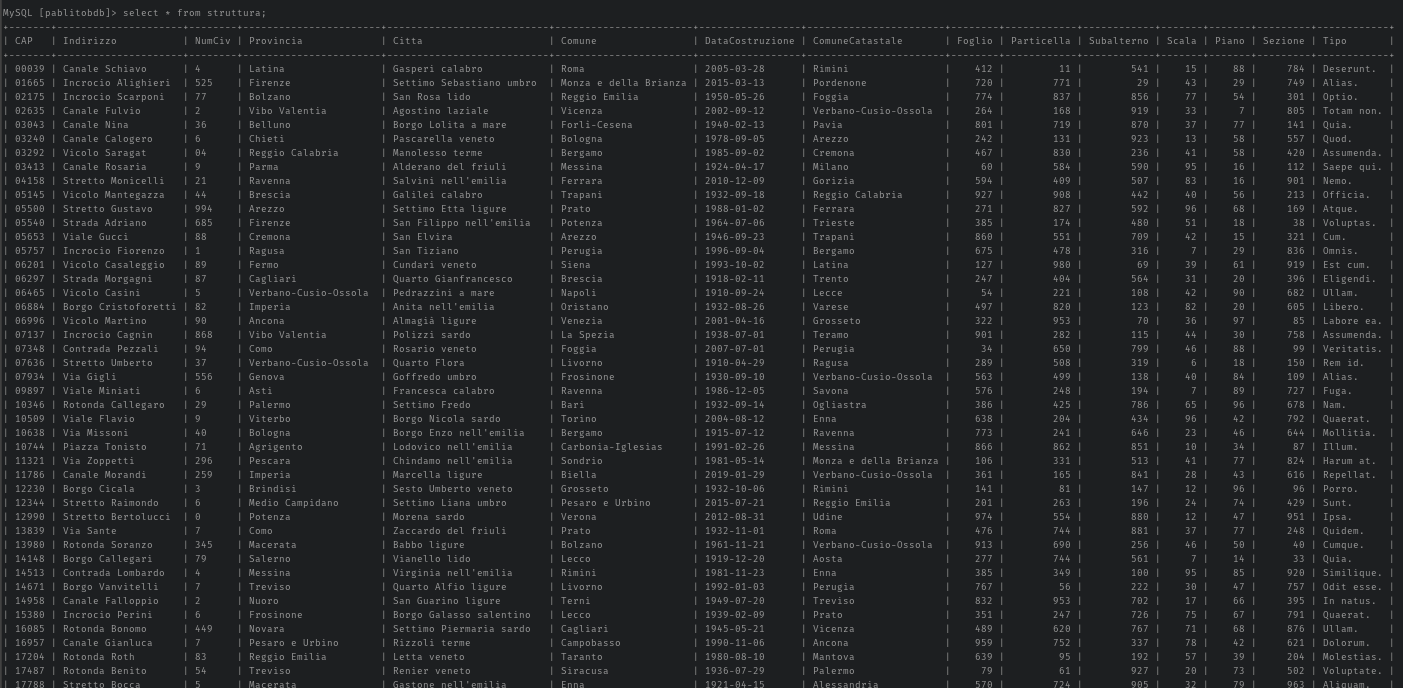 MySQL [pablitobdb]> select * from struttura;
| CAP | Indirizzo | NumCiv | Provincia | Citta | Comune | DataCostruzione | ComuneCatastale | Foglio | Particella | Subalterno | Scala | Piano | Sezione | Tipo |
| 00039 | Canale Schiavo | 4 | Latina | Gasperi calabro | Roma | 2005-03-28 | Rimini | 412 | 11 | 541 | 15 | 88 | 784 | Deserunt. |
| 01665 | Incrocio Alighieri | 525 | Firenze | Settimo Sebastiano umbro | Monza e della Brianza | 2015-03-13 | Pordenone | 720 | 771 | 29 | 43 | 29 | 749 | Alias. |
| 02175 | Incrocio Scarponi | 77 | Bolzano | San Rosa lido | Reggio Emilia | 1950-05-26 | Foggia | 774 | 837 | 856 | 77 | 54 | 301 | Optio. |
| 02635 | Canale Fulvio | 2 | Vibo Valentia | Agostino laziale | Vicenza | 2002-09-12 | Verbano-Cusio-Ossola | 264 | 168 | 919 | 33 | 7 | 805 | Totam non. |
| 03043 | Canale Nina | 36 | Belluno | Borgo Lolita a mare | Forlì-Cesena | 1940-02-13 | Pavia | 801 | 719 | 870 | 37 | 77 | 141 | Quia. |
| 03240 | Canale Calogero | 6 | Chieti | Pascarella veneto | Bologna | 1978-09-05 | Arezzo | 242 | 131 | 923 | 13 | 58 | 557 | Quod. |
| 03292 | Vicolo Saragat | 04 | Reggio Calabria | Manolesso terme | Bergamo | 1985-09-02 | Cremona | 467 | 830 | 236 | 41 | 58 | 420 | Assumenda. |
| 03413 | Canale Rosaria | 9 | Parma | Alderano del friuli | Messina | 1924-04-17 | Milano | 60 | 584 | 590 | 95 | 16 | 112 | Saepe qui. |
| 04158 | Stretto Monicelli | 21 | Ravenna | Salvini nell'emilia | Ferrara | 2010-12-09 | Gorizia | 594 | 409 | 507 | 83 | 16 | 901 | Nemo. |
| 05145 | Vicolo Mantegazza | 44 | Brescia | Galilei calabro | Trapani | 1932-09-18 | Reggio Calabria | 927 | 908 | 442 | 40 | 56 | 213 | Officia. |
| 05500 | Stretto Gustavo | 994 | Arezzo | Settimo Etta ligure | Prato | 1988-01-02 | Ferrara | 271 | 827 | 592 | 96 | 68 | 169 | Atque. |
| 05540 | Strada Adriano | 685 | Firenze | San Filippo nell'emilia | Potenza | 1964-07-06 | Trieste | 385 | 174 | 480 | 51 | 18 | 38 | Voluptas. |
| 05653 | Viale Gucci | 88 | Cremona | San Elvira | Arezzo | 1946-09-23 | Trapani | 860 | 551 | 709 | 42 | 15 | 321 | Cum. |
| 05757 | Incrocio Fiorenzo | 1 | Ragusa | San Tiziano | Perugia | 1996-09-04 | Bergamo | 675 | 478 | 316 | 7 | 29 | 836 | Omnis. |
| 06201 | Vicolo Casaleggio | 89 | Fermo | Cundari veneto | Siena | 1993-10-02 | Latina | 127 | 980 | 69 | 39 | 61 | 919 | Est cum. |
| 06297 | Strada Morgagni | 87 | Cagliari | Quarto Gianfrancesco | Brescia | 1918-02-11 | Trento | 247 | 404 | 564 | 31 | 20 | 396 | Eligendi. |
| 06465 | Vicolo Casini | 5 | Verbano-Cusio-Ossola | Pedrazzini a mare | Napoli | 1910-09-24 | Lecce | 54 | 221 | 108 | 42 | 90 | 682 | Ullam. |
| 06884 | Borgo Cristoforetti | 82 | Imperia | Anita nell'emilia | Oristano | 1932-08-26 | Varese | 497 | 820 | 123 | 82 | 20 | 605 | Libero. |
| 06996 | Vicolo Martino | 90 | Ancona | Almagià ligure | Venezia | 2001-04-16 | Grosseto | 322 | 953 | 70 | 36 | 97 | 85 | Labore ea. |
| 07137 | Incrocio Cagnin | 868 | Vibo Valentia | Polizzi sardo | La Spezia | 1938-07-01 | Teramo | 901 | 282 | 115 | 44 | 30 | 758 | Assumenda. |
| 07348 | Contrada Pezzali | 94 | Como | Rosario veneto | Foggia | 2007-07-01 | Perugia | 34 | 650 | 799 | 46 | 88 | 99 | Veritatis. |
| 07636 | Stretto Umberto | 37 | Verbano-Cusio-Ossola | Quarto Flora | Livorno | 1910-04-29 | Ragusa | 289 | 508 | 319 | 6 | 18 | 150 | Rem id. |
| 07934 | Via Gigli | 556 | Genova | Goffredo umbro | Frosinone | 1930-09-10 | Verbano-Cusio-Ossola | 563 | 499 | 138 | 40 | 84 | 109 | Alias. |
| 09897 | Viale Miniati | 6 | Asti | Francesca calabro | Ravenna | 1986-12-05 | Savona | 576 | 248 | 194 | 7 | 89 | 727 | Fuga. |
| 10346 | Rotonda Callegaro | 29 | Palermo | Settimo Fredo | Bari | 1932-09-14 | Ogliastra | 386 | 425 | 786 | 65 | 96 | 678 | Nam. |
| 10509 | Viale Flavio | 9 | Viterbo | Borgo Nicola sardo | Torino | 2004-08-12 | Enna | 638 | 204 | 434 | 96 | 42 | 792 | Quaerat. |
| 10638 | Via Missoni | 40 | Bologna | Borgo Enzo nell'emilia | Bergamo | 1915-07-12 | Ravenna | 773 | 241 | 646 | 23 | 46 | 644 | Mollitia. |
| 10744 | Piazza Tonisto | 71 | Agrigento | Lodovico nell'emilia | Carbonia-Iglesias | 1991-02-26 | Messina | 866 | 862 | 851 | 10 | 34 | 87 | Illum. |
| 11321 | Via Zoppetti | 296 | Pescara | Chindamo nell'emilia | Sondrio | 1981-05-14 | Monza e della Brianza | 106 | 331 | 513 | 41 | 77 | 824 | Harum at. |
| 11786 | Canale Morandi | 259 | Imperia | Marcella ligure | Biella | 2019-01-29 | Verbano-Cusio-Ossola | 361 | 165 | 841 | 28 | 43 | 616 | Repellat. |
| 12230 | Borgo Cicala | 3 | Brindisi | Sesto Umberto veneto | Grosseto | 1932-10-06 | Rimini | 141 | 81 | 147 | 12 | 96 | 96 | Porro. |
| 12344 | Stretto Raimondo | 6 | Medio Campidano | Settimo Liana umbro | Pesaro e Urbino | 2015-07-21 | Reggio Emilia | 201 | 263 | 196 | 24 | 74 | 429 | Sunt. |
| 12990 | Stretto Bertolucci | 0 | Potenza | Morena sardo | Verona | 2012-08-31 | Udine | 974 | 554 | 880 | 12 | 47 | 951 | Ipsa. |
| 13839 | Via Sante | 7 | Como | Zaccardo del friuli | Prato | 1932-11-01 | Roma | 476 | 744 | 881 | 37 | 77 | 248 | Quidem. |
| 13980 | Rotonda Soranzo | 345 | Macerata | Babbo ligure | Bolzano | 1961-11-21 | Verbano-Cusio-Ossola | 913 | 690 | 256 | 46 | 50 | 40 | Cumque. |
| 14148 | Borgo Callegari | 79 | Salerno | Vianello lido | Lecco | 1919-12-20 | Aosta | 277 | 744 | 561 | 7 | 14 | 33 | Quia. |
| 14513 | Contrada Lombardo | 4 | Messina | Virginia nell'emilia | Rimini | 1981-11-23 | Enna | 385 | 349 | 100 | 95 | 85 | 920 | Similique. |
| 14671 | Borgo Vanvitelli | 7 | Treviso | Quarto Alfio ligure | Livorno | 1992-01-03 | Perugia | 767 | 56 | 222 | 30 | 47 | 757 | Odit esse. |
| 14958 | Canale Falloppio | 2 | Nuoro | San Guarino ligure | Terni | 1949-07-20 | Treviso | 832 | 953 | 702 | 17 | 66 | 395 | In natus. |
| 15380 | Incrocio Perini | 6 | Frosinone | Borgo Galasso salentino | Lecco | 1939-02-09 | Prato | 351 | 247 | 726 | 75 | 67 | 791 | Quaerat. |
| 16085 | Rotonda Bonomo | 449 | Novara | Settimo Piermaria sardo | Cagliari | 1945-05-21 | Vicenza | 489 | 620 | 767 | 71 | 68 | 876 | Ullam. |
| 16957 | Canale Gianluca | 7 | Pesaro e Urbino | Rizzoli terme | Campobasso | 1990-11-06 | Ancona | 959 | 752 | 337 | 78 | 42 | 621 | Dolorum. |
| 17204 | Rotonda Roth | 83 | Reggio Emilia | Letta veneto | Taranto | 1980-08-10 | Mantova | 639 | 95 | 192 | 57 | 39 | 204 | Molestias. |
| 17487 | Rotonda Benito | 54 | Treviso | Renier veneto | Siracusa | 1936-07-29 | Palermo | 79 | 61 | 927 | 20 | 73 | 502 | Voluptate. |
| 17788 | Stretto Bocca | 5 | Macerata | Gastone nell'emilia | Enna | 1921-04-15 | Alessandria | 570 | 724 | 905 | 32 | 79 | 963 | Aliquam. |